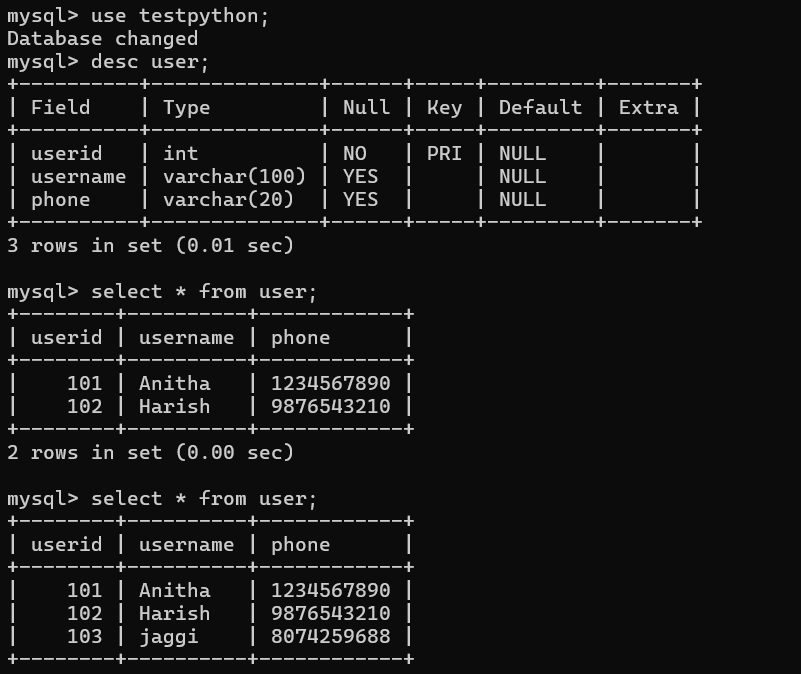 mysql> use testpython;
Database changed
mysql> desc user;
+----------+--------------+------+-----+---------+-------+
| Field    | Type         | Null | Key | Default | Extra |
+----------+--------------+------+-----+---------+-------+
| userid   | int          | NO   | PRI | NULL    |       |
| username | varchar(100) | YES  |     | NULL    |       |
| phone    | varchar(20)  | YES  |     | NULL    |       |
+----------+--------------+------+-----+---------+-------+
3 rows in set (0.01 sec)

mysql> select * from user;
+--------+----------+------------+
| userid | username | phone      |
+--------+----------+------------+
|    101 | Anitha   | 1234567890 |
|    102 | Harish   | 9876543210 |
+--------+----------+------------+
2 rows in set (0.00 sec)

mysql> select * from user;
+--------+----------+------------+
| userid | username | phone      |
+--------+----------+------------+
|    101 | Anitha   | 1234567890 |
|    102 | Harish   | 9876543210 |
|    103 | jaggi    | 8074259688 |
+--------+----------+------------+